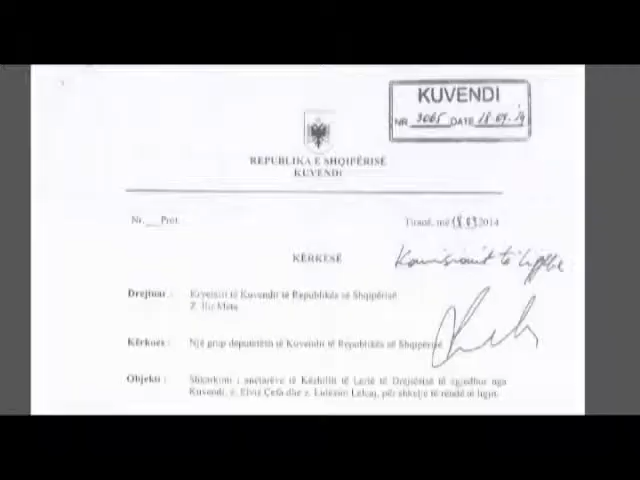 KUVENDI
NR 3065 DATE 18.09.14
REPUBLIKA E SHQIPËRISË
KUVENDI
Nr.___Prot.
Tiranë, më 18.09.2014
KËRKESË
Komisionit të ligjeve
Drejtuar : Kryetarit të Kuvendit të Republikës së Shqipërisë
Z. Ilir Meta
Kërkues : Një grup deputetësh të Kuvendit të Republikës së Shqipërisë
Objekti : Shkarkimi i anëtarëve të Këshillit të Lartë të Drejtësisë të zgjedhur nga
Kuvendi, z. Elvis Çefa dhe z. Lulëzim Lelçaj, për shkelje të rëndë të ligjit.